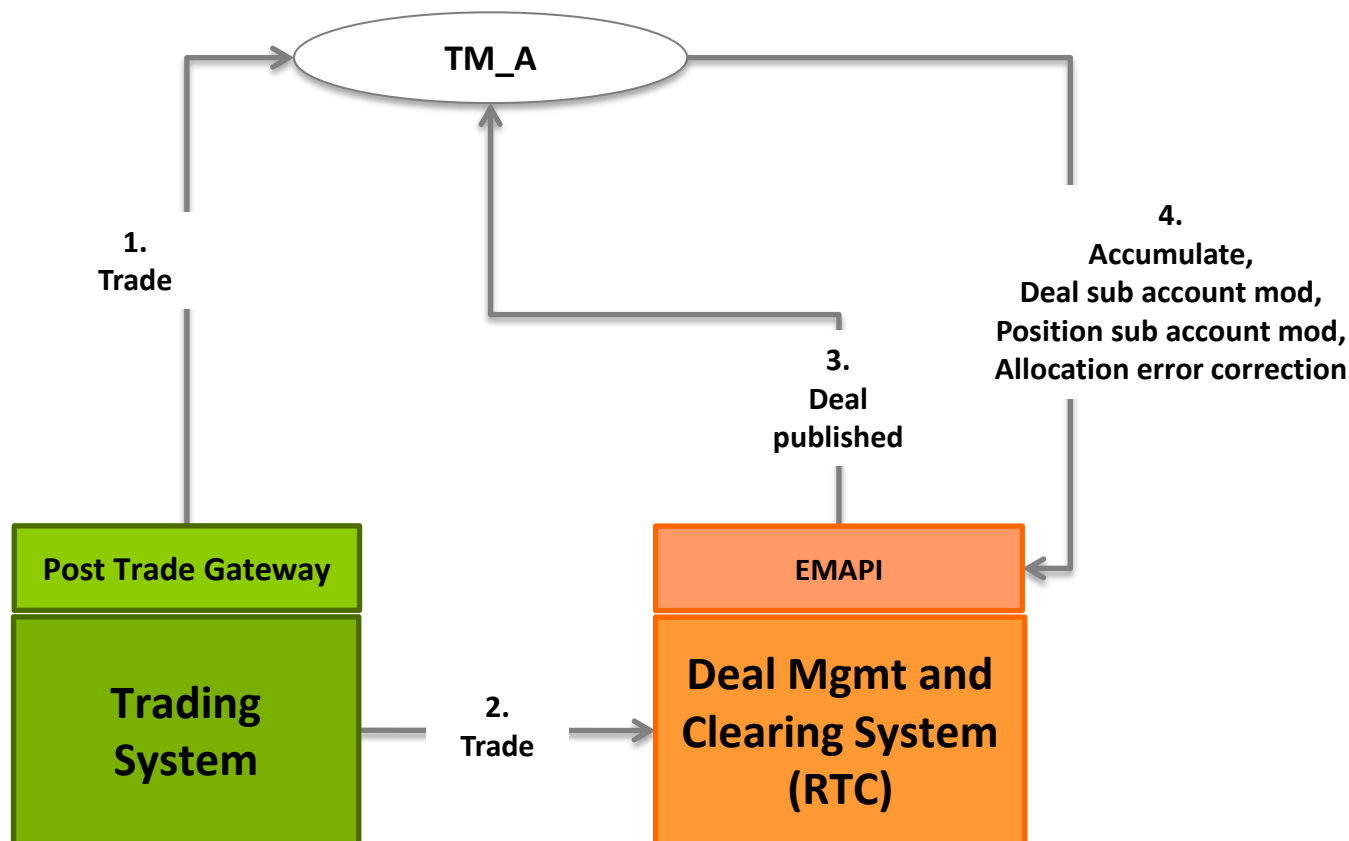 TM_A
1.
Trade
4.
Accumulate,
Deal sub account mod,
Position sub account mod,
Allocation error correction
3.
Deal
published
Post Trade Gateway
EMAPI
Trading
System
2.
Trade
Deal Mgmt and
Clearing System
(RTC)